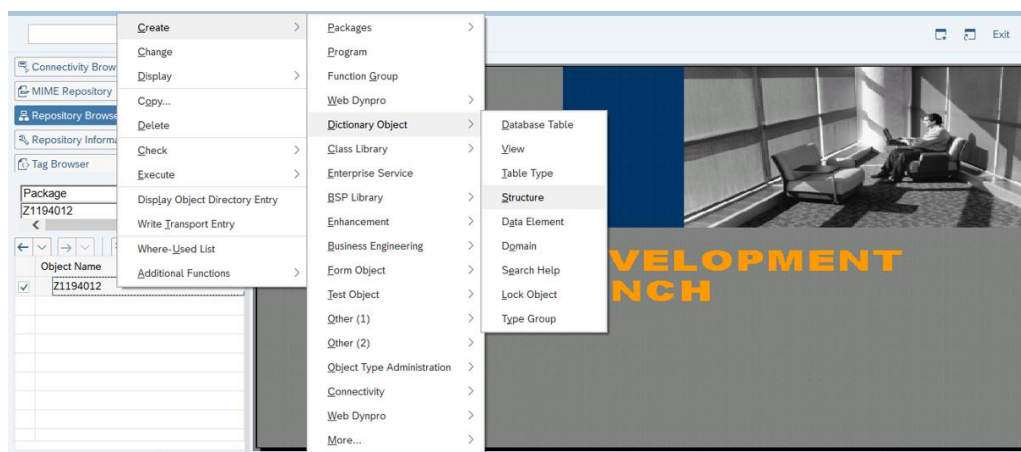 Exit
Connectivity Brow
MIME Repository
Repository Browse
Repository Informa
Tag Browser
Package
Z1194012
Object Name
Z1194012
Create
Change
Display
Copy...
Delete
Check
Execute
Display Object Directory Entry
Write Transport Entry
Where-Used List
Additional Functions
Packages
Program
Function Group
Web Dynpro
Dictionary Object
Class Library
Enterprise Service
BSP Library
Enhancement
Business Engineering
Form Object
Test Object
Other (1)
Other (2)
Object Type Administration
Connectivity
Web Dynpro
More...
Database Table
View
Table Type
Structure
Data Element
Domain
Search Help
Lock Object
Type Group
VELOPMENT
NCH